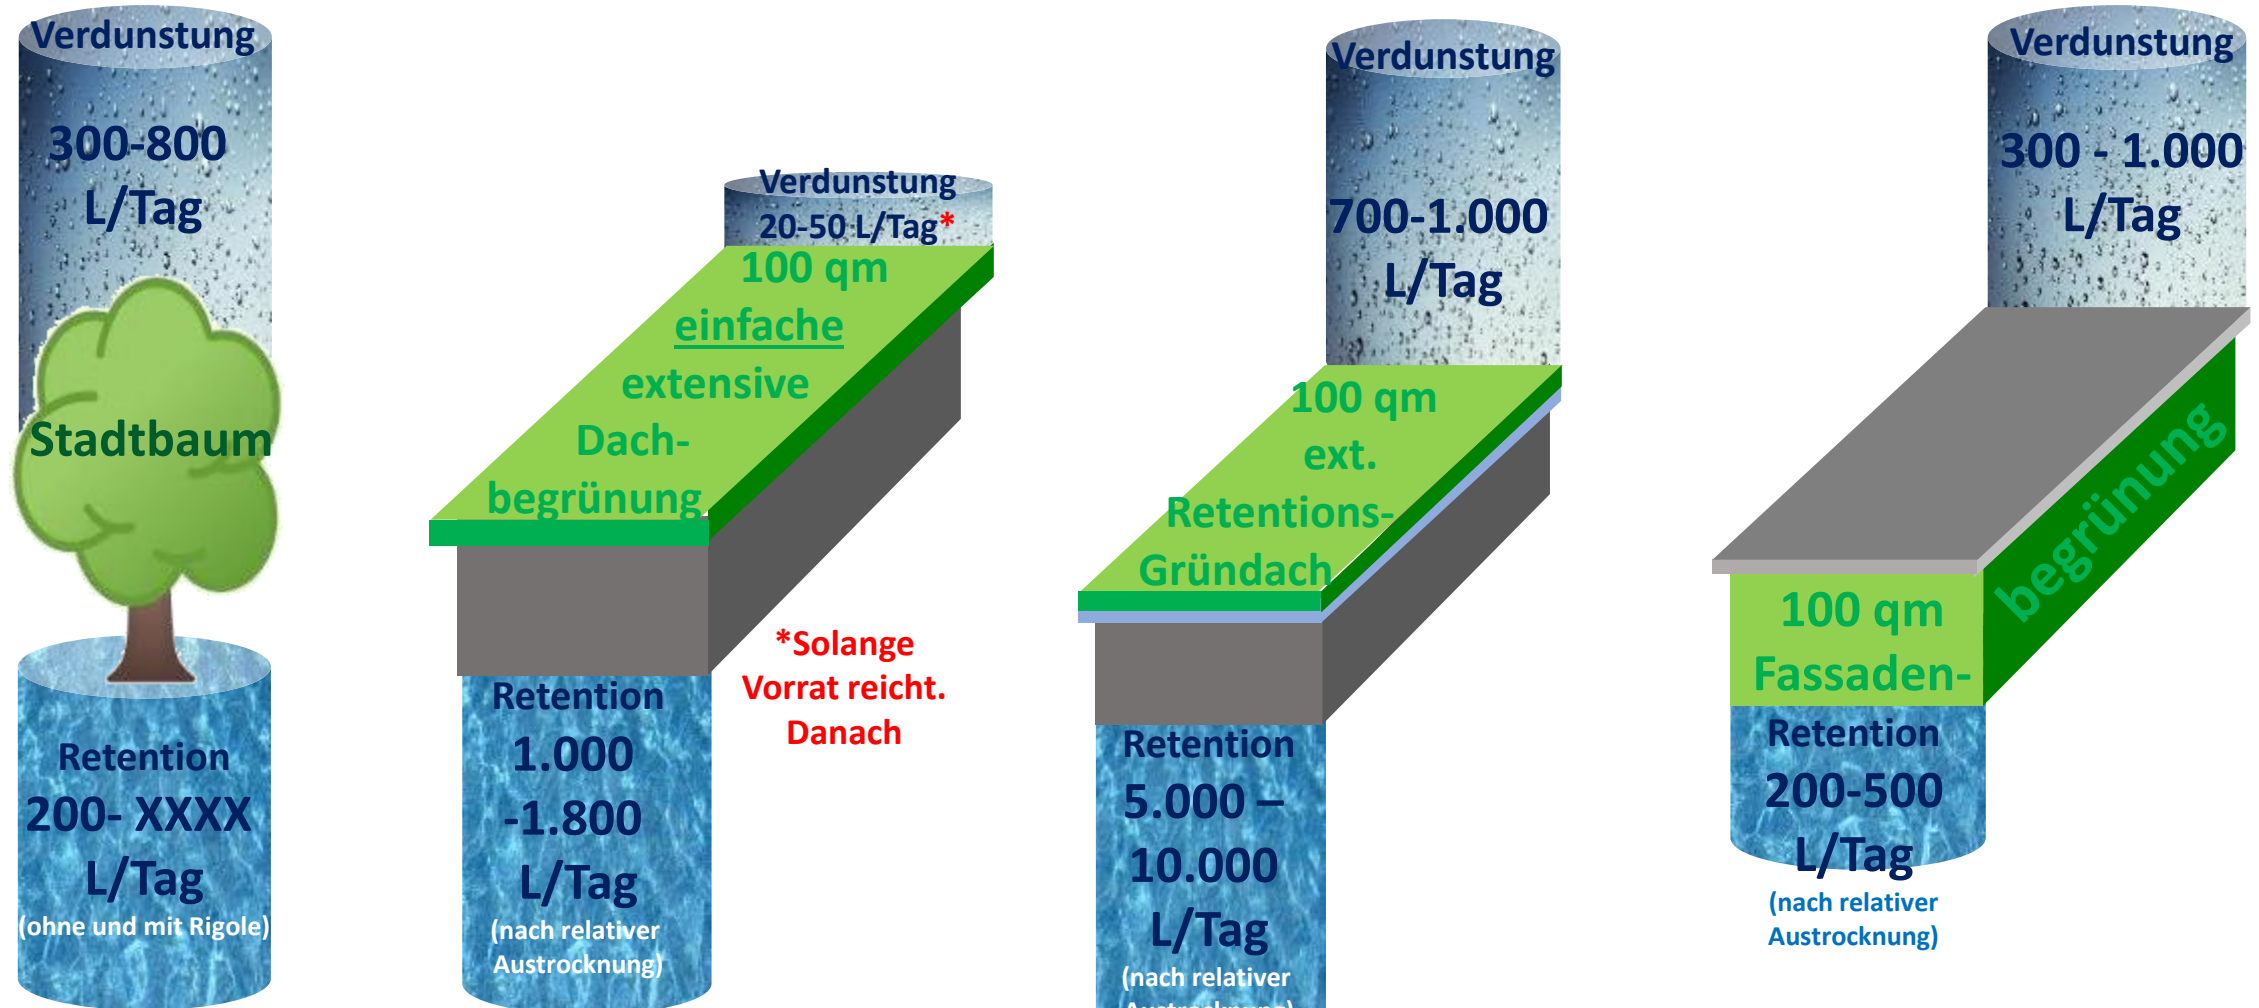 Verdunstung
300-800
L/Tag
Stadtbaum
Retention
200- XXXX
L/Tag
(ohne und mit Rigole)
Verdunstung
20-50 L/Tag*
100 qm
einfache
extensive
Dach-
begrünung
*Solange
Vorrat reicht.
Danach
Retention
1.000
-1.800
L/Tag
(nach relativer
Austrocknung)
Verdunstung
700-1.000
L/Tag
100 qm
ext.
Retentions-
Gründach
Retention
5.000 –
10.000
L/Tag
(nach relativer
Austrocknung)
Verdunstung
300 - 1.000
L/Tag
100 qm
Fassaden-
begrünung
Retention
200-500
L/Tag
(nach relativer
Austrocknung)